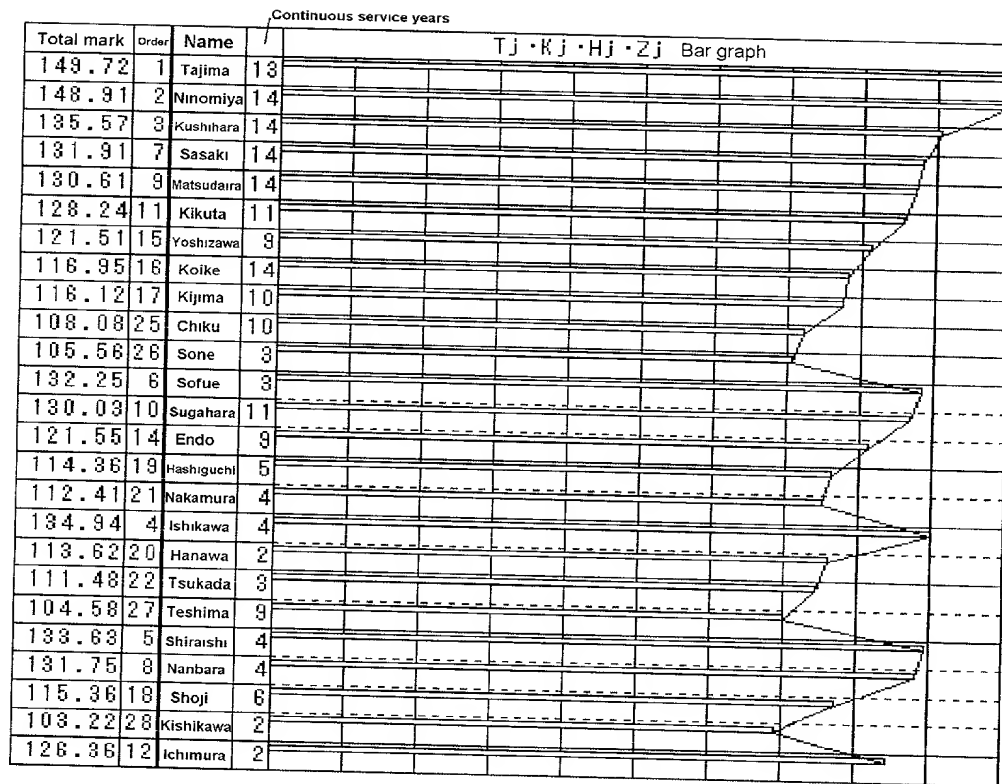 Continuous service years
Total mark Order Name Tj・Kj・Hj・Zj Bar graph
149.72 1 Tajima 13
148.91 2 Ninomiya 14
135.57 3 Kushihara 14
131.91 7 Sasaki 14
130.61 9 Matsudaira 14
128.24 11 Kikuta 11
121.51 15 Yoshizawa 9
116.95 16 Koike 14
116.12 17 Kijima 10
108.08 25 Chiku 10
105.56 26 Sone 3
132.25 6 Sofue 3
130.03 10 Sugahara 11
121.55 14 Endo 9
114.36 19 Hashiguchi 5
112.41 21 Nakamura 4
134.94 4 Ishikawa 4
113.62 20 Hanawa 2
111.48 22 Tsukada 3
104.58 27 Teshima 9
133.63 5 Shiraishi 4
131.75 8 Nanbara 4
115.36 18 Shoji 6
103.22 28 Kishikawa 2
126.36 12 Ichimura 2